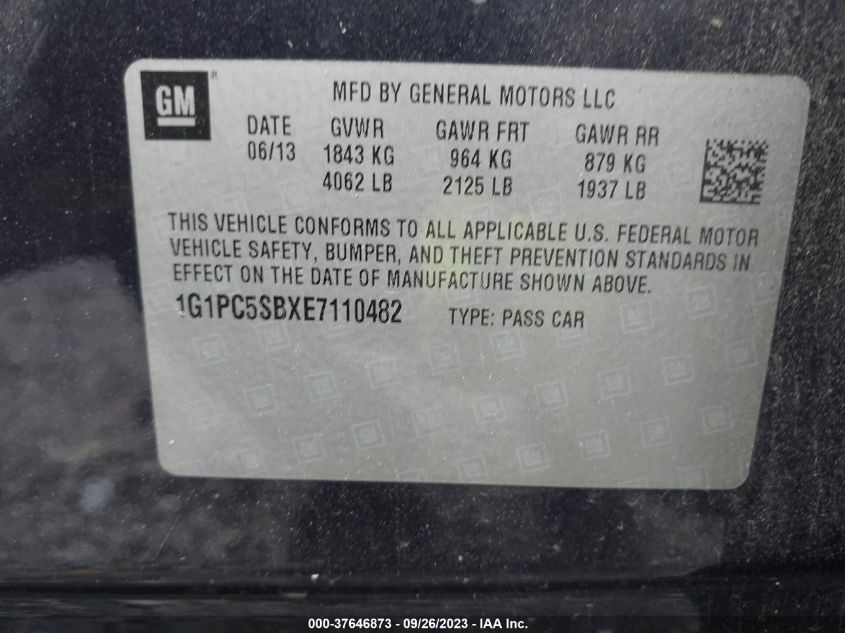 GM
MFD BY GENERAL MOTORS LLC
DATE GVWR GAWR FRT GAWR RR
06/13 1843 KG 964 KG 879 KG
4062 LB 2125 LB 1937 LB
THIS VEHICLE CONFORMS TO ALL APPLICABLE U.S. FEDERAL MOTOR
VEHICLE SAFETY, BUMPER, AND THEFT PREVENTION STANDARDS IN
EFFECT ON THE DATE OF MANUFACTURE SHOWN ABOVE.
1G1PC5SBXE7110482 TYPE: PASS CAR
000-37646873 - 09/26/2023 - IAA Inc.